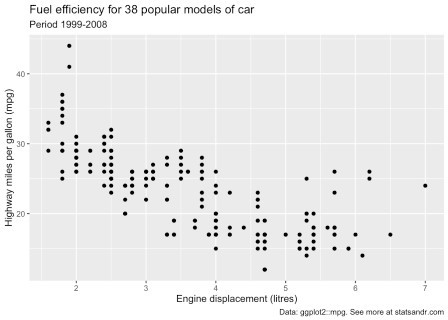 Fuel efficiency for 38 popular models of car
Period 1999-2008
Highway miles per gallon (mpg)
40
30
20
2 3 4 5 6 7
Engine displacement (litres)
Data: ggplot2::mpg. See more at statsandr.com